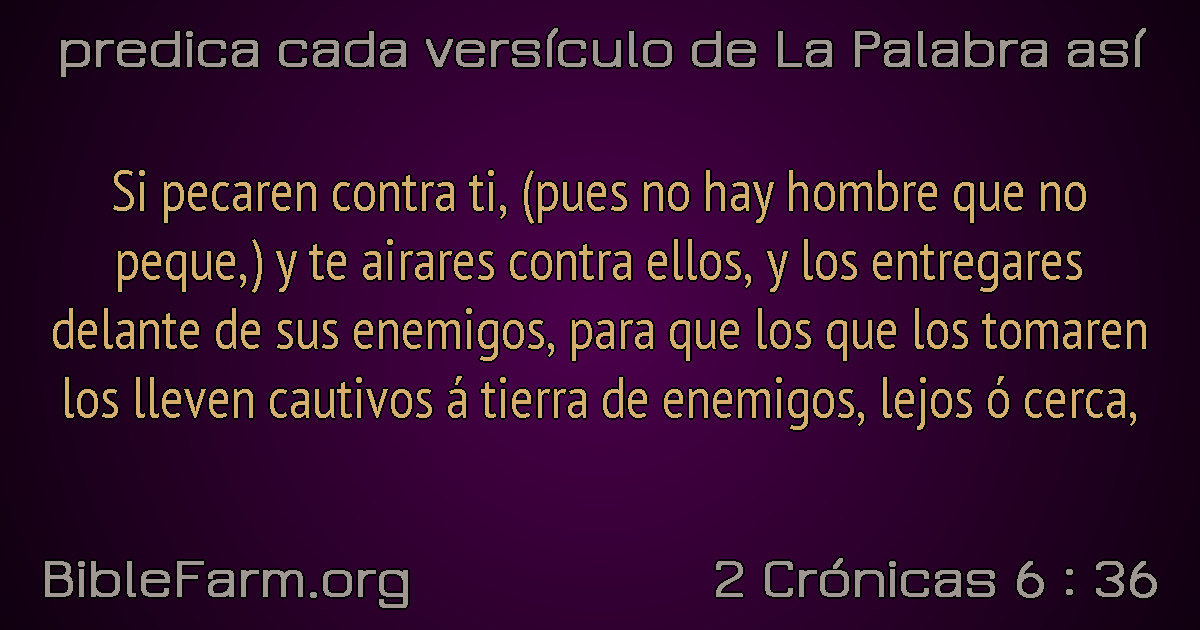 predica cada versículo de La Palabra así
Si pecaren contra ti, (pues no hay hombre que no
peque,) y te airares contra ellos, y los entregares
delante de sus enemigos, para que los que los tomaren
los lleven cautivos á tierra de enemigos, lejos ó cerca,
BibleFarm.org
2 Crónicas 6 : 36